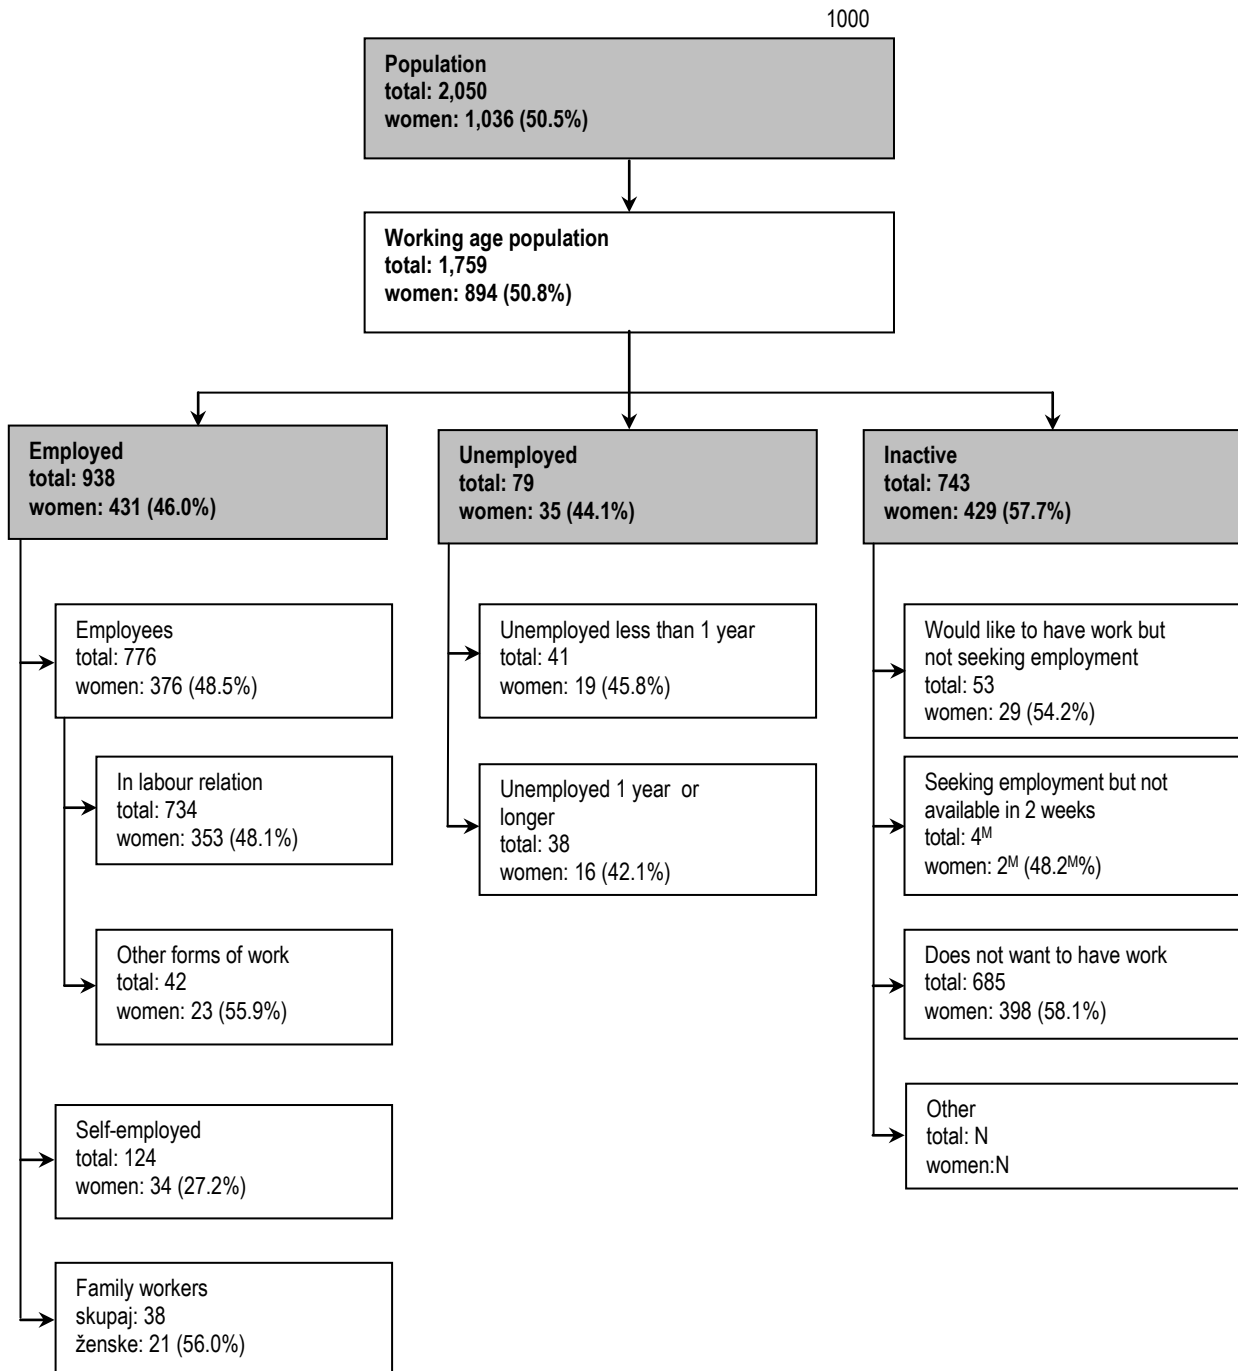 1000
Population
total: 2,050
women: 1,036 (50.5%)
Working age population
total: 1,759
women: 894 (50.8%)
Employed
total: 938
women: 431 (46.0%)
Unemployed
total: 79
women: 35 (44.1%)
Inactive
total: 743
women: 429 (57.7%)
Employees
total: 776
women: 376 (48.5%)
In labour relation
total: 734
women: 353 (48.1%)
Other forms of work
total: 42
women: 23 (55.9%)
Self-employed
total: 124
women: 34 (27.2%)
Family workers
skupaj: 38
ženske: 21 (56.0%)
Unemployed less than 1 year
total: 41
women: 19 (45.8%)
Unemployed 1 year or
longer
total: 38
women: 16 (42.1%)
Would like to have work but
not seeking employment
total: 53
women: 29 (54.2%)
Seeking employment but not
available in 2 weeks
total: 4ᴹ
women: 2ᴹ (48.2ᴹ%)
Does not want to have work
total: 685
women: 398 (58.1%)
Other
total: N
women:N